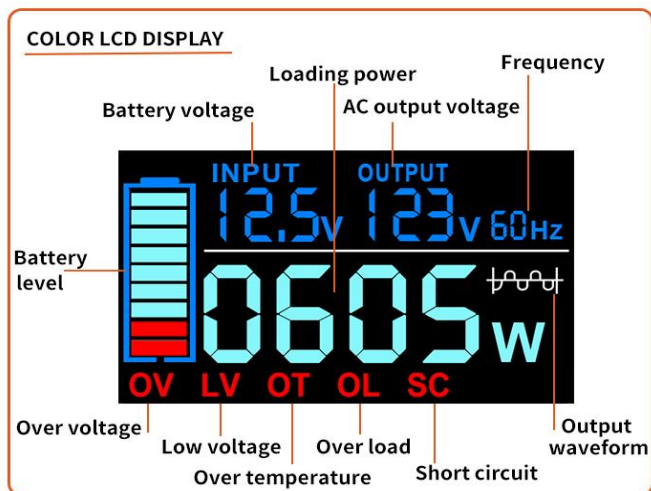 COLOR LCD DISPLAY
Frequency
Loading power
Battery voltage
AC output voltage
INPUT
OUTPUT
12.5V
123V
60Hz
Battery
level
0605
W
OV LV OT OL SC
Over voltage
Low voltage
Over temperature
Over load
Short circuit
Output
waveform